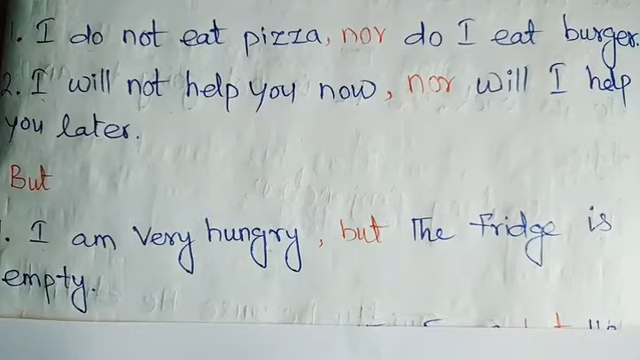 1. I do not eat pizza, nor do I eat burger.
2. I will not help you now, nor will I help
you later.
But
1. I am very hungry, but the fridge is
empty.